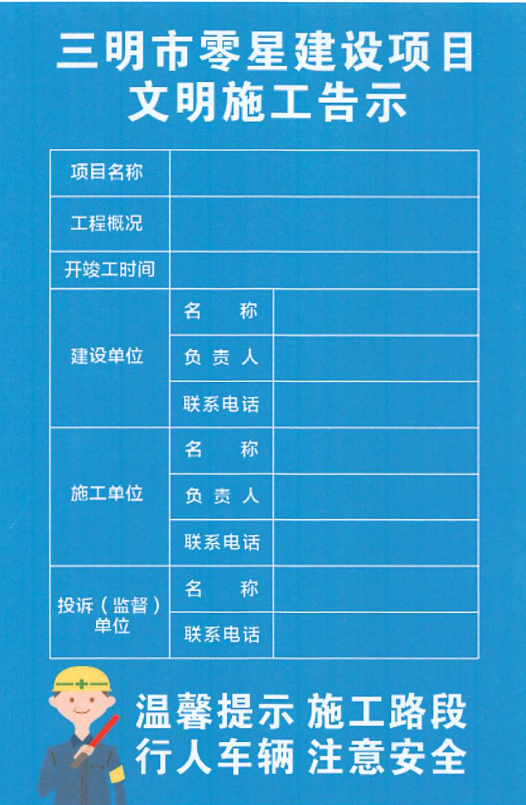 三明市零星建设项目
文明施工告示
项目名称
工程概况
开竣工时间
建设单位
名 称
负 责 人
联系电话
施工单位
名 称
负 责 人
联系电话
投诉（监督）
单位
名 称
联系电话
温馨提示 施工路段
行人车辆 注意安全